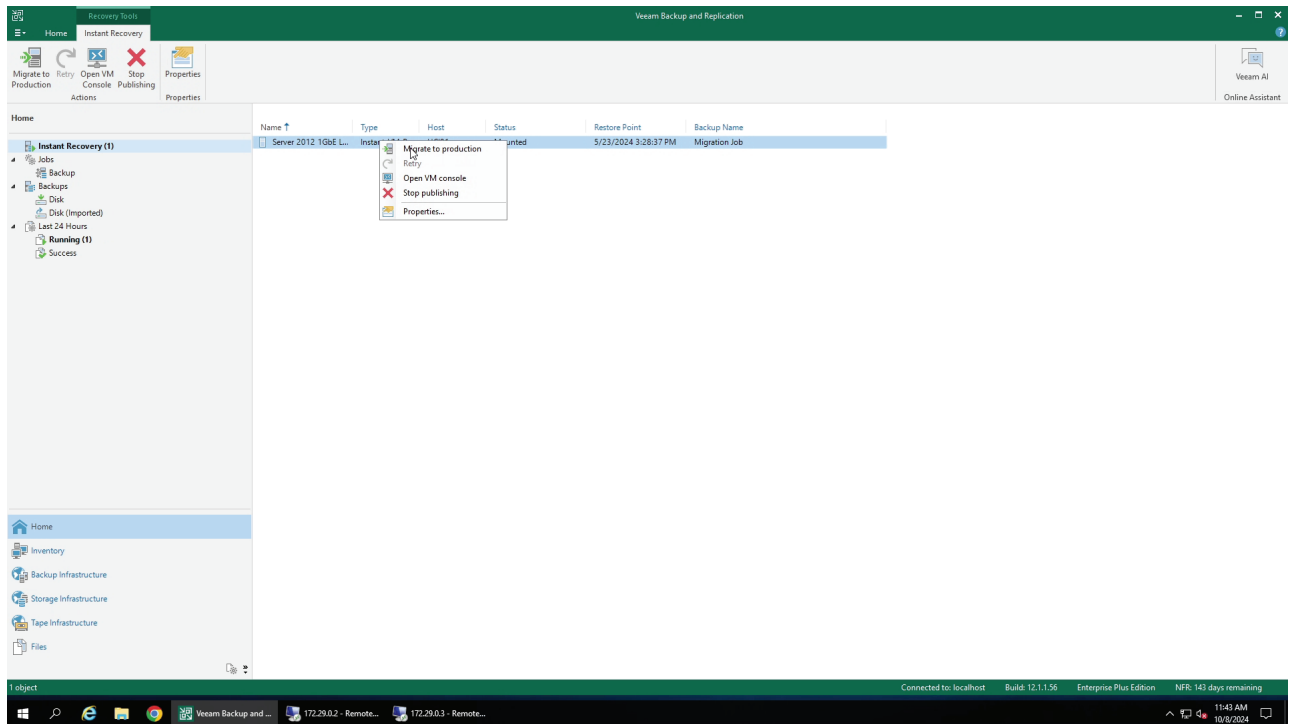 Recovery Tools
Veeam Backup and Replication
Home
Instant Recovery
Migrate to Production
Retry
Open VM Console
Stop Publishing
Properties
Actions
Properties
Veeam AI
Online Assistant
Home
Instant Recovery (1)
Jobs
Backup
Backups
Disk
Disk (Imported)
Last 24 Hours
Running (1)
Success
Name
Type
Host
Status
Restore Point
Backup Name
Server 2012 1GbE L...
5/23/2024 3:28:37 PM
Migration Job
Migrate to production
Retry
Open VM console
Stop publishing
Properties...
Home
Inventory
Backup Infrastructure
Storage Infrastructure
Tape Infrastructure
Files
1 object
Connected to: localhost
Build: 12.1.1.56
Enterprise Plus Edition
NFR: 143 days remaining
Veeam Backup and ...
172.29.0.2 - Remote...
172.29.0.3 - Remote...
11:43 AM
10/8/2024